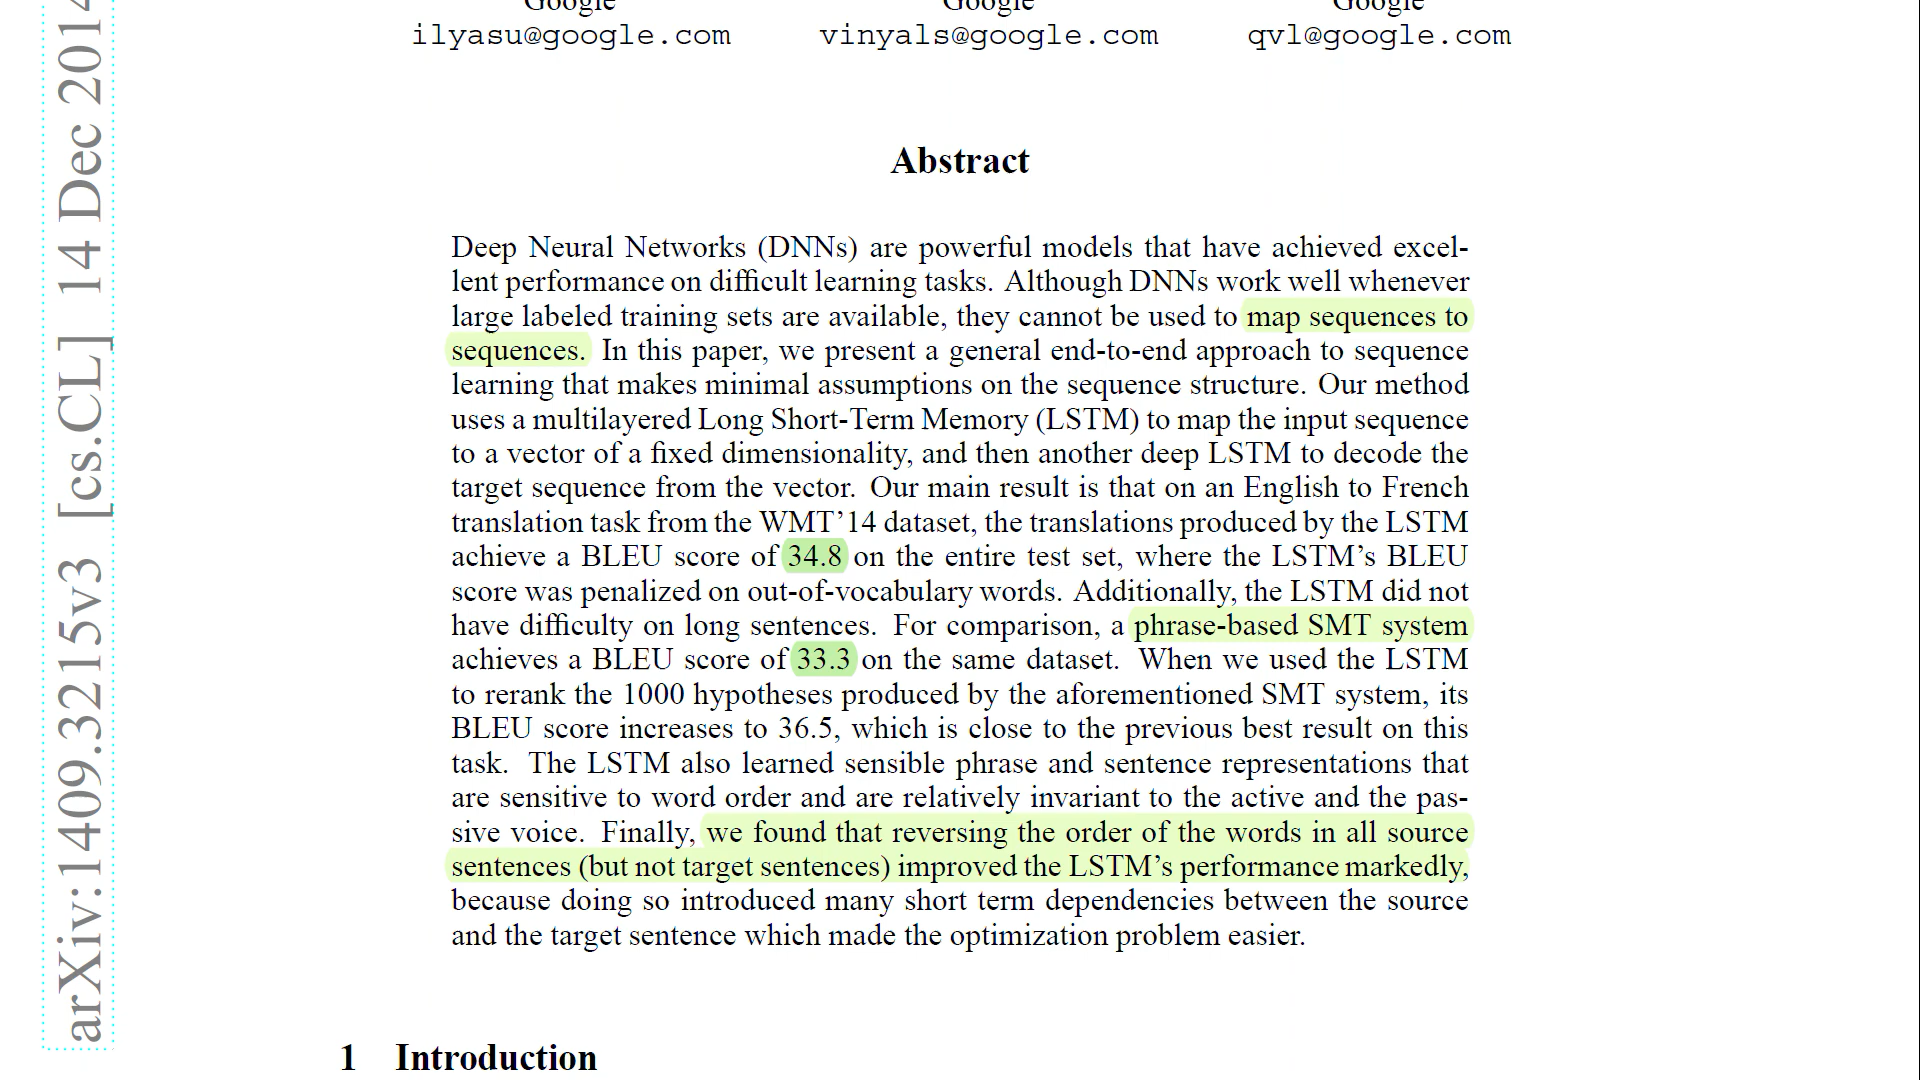 Google Google Google
ilyasu@google.com vinyals@google.com qvl@google.com
Abstract
Deep Neural Networks (DNNs) are powerful models that have achieved excel-
lent performance on difficult learning tasks. Although DNNs work well whenever
large labeled training sets are available, they cannot be used to map sequences to
sequences. In this paper, we present a general end-to-end approach to sequence
learning that makes minimal assumptions on the sequence structure. Our method
uses a multilayered Long Short-Term Memory (LSTM) to map the input sequence
to a vector of a fixed dimensionality, and then another deep LSTM to decode the
target sequence from the vector. Our main result is that on an English to French
translation task from the WMT’14 dataset, the translations produced by the LSTM
achieve a BLEU score of 34.8 on the entire test set, where the LSTM’s BLEU
score was penalized on out-of-vocabulary words. Additionally, the LSTM did not
have difficulty on long sentences. For comparison, a phrase-based SMT system
achieves a BLEU score of 33.3 on the same dataset. When we used the LSTM
to rerank the 1000 hypotheses produced by the aforementioned SMT system, its
BLEU score increases to 36.5, which is close to the previous best result on this
task. The LSTM also learned sensible phrase and sentence representations that
are sensitive to word order and are relatively invariant to the active and the pas-
sive voice. Finally, we found that reversing the order of the words in all source
sentences (but not target sentences) improved the LSTM’s performance markedly,
because doing so introduced many short term dependencies between the source
and the target sentence which made the optimization problem easier.
1 Introduction
arXiv:1409.3215v3 [cs.CL] 14 Dec 2014